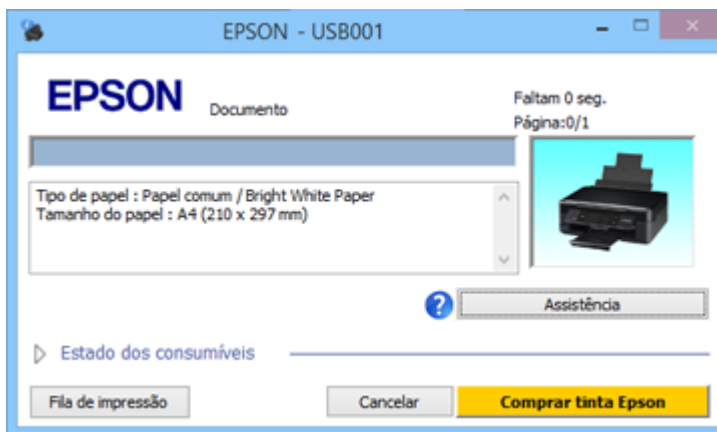 EPSON - USB001
EPSON
Documento
Faltam 0 seg.
Página:0/1
Tipo de papel : Papel comum / Bright White Paper
Tamanho do papel : A4 (210 x 297 mm)
?
Assistência
Estado dos consumíveis
Fila de impressão
Cancelar
Comprar tinta Epson